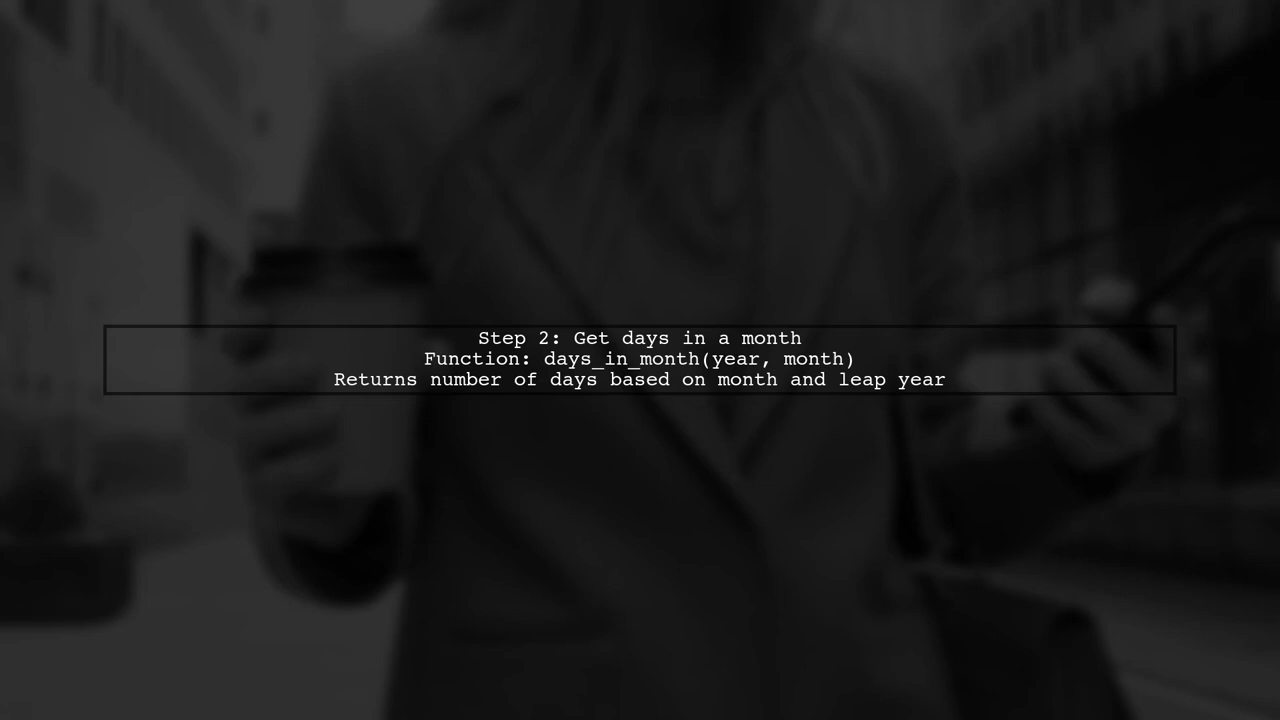 Step 2: Get days in a month
Function: days_in_month(year, month)
Returns number of days based on month and leap year